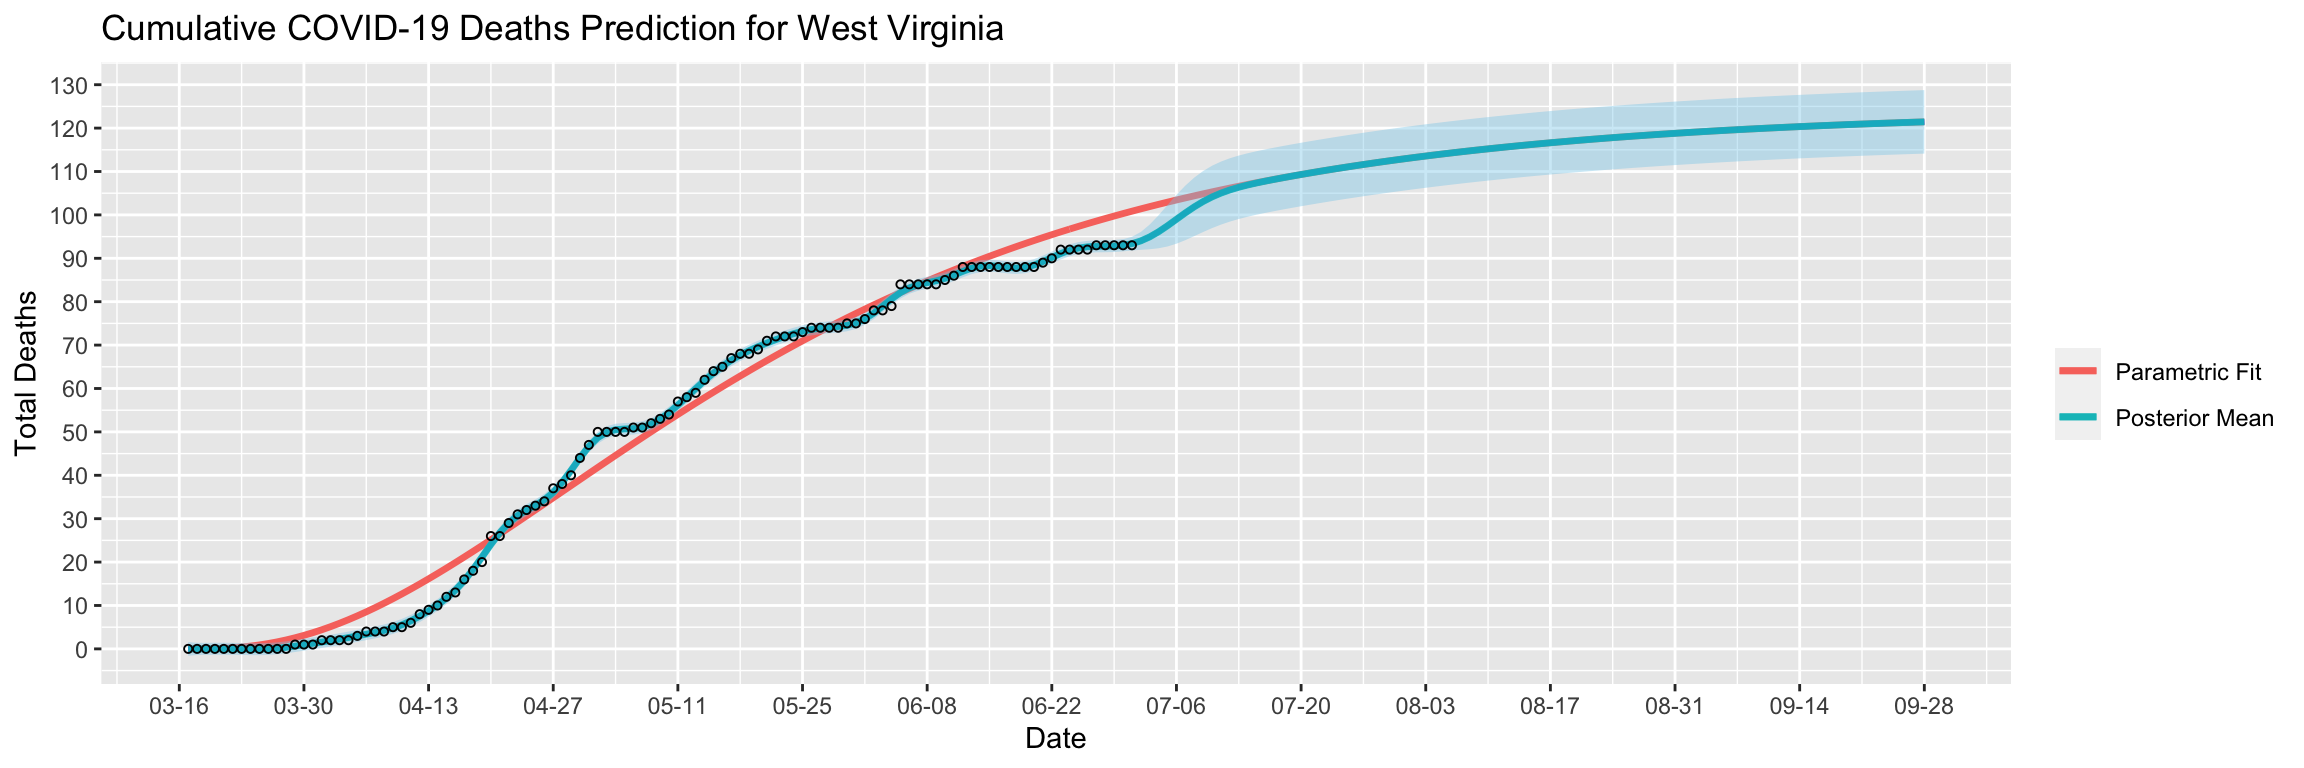 Cumulative COVID-19 Deaths Prediction for West Virginia
130
120
110
100
90
80
70
60
50
40
30
20
10
0
Total Deaths
03-16 03-30 04-13 04-27 05-11 05-25 06-08 06-22 07-06 07-20 08-03 08-17 08-31 09-14 09-28
Date
Parametric Fit
Posterior Mean